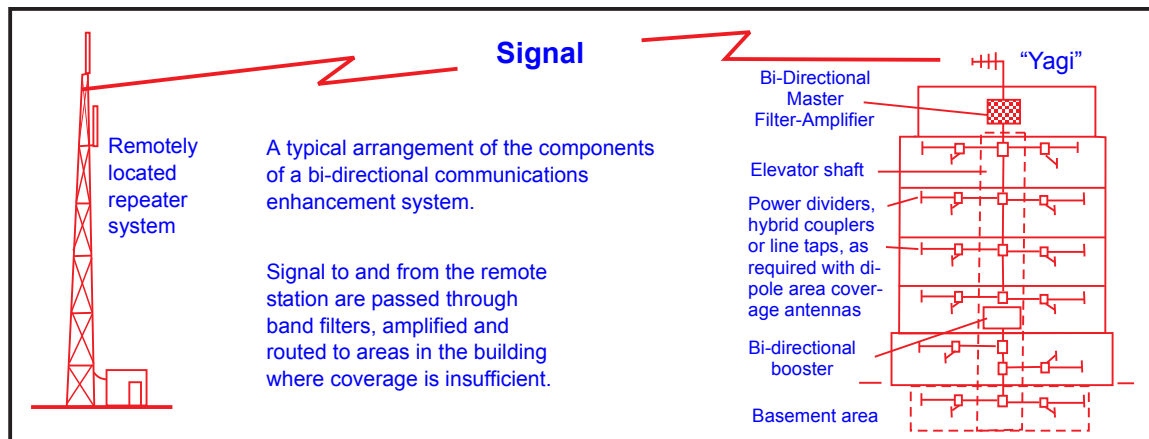 Signal
"Yagi"
Bi-Directional
Master
Filter-Amplifier
Remotely
located
repeater
system
A typical arrangement of the components
of a bi-directional communications
enhancement system.
Signal to and from the remote
station are passed through
band filters, amplified and
routed to areas in the building
where coverage is insufficient.
Elevator shaft
Power dividers,
hybrid couplers
or line taps, as
required with di-
pole area cover-
age antennas
Bi-directional
booster
Basement area